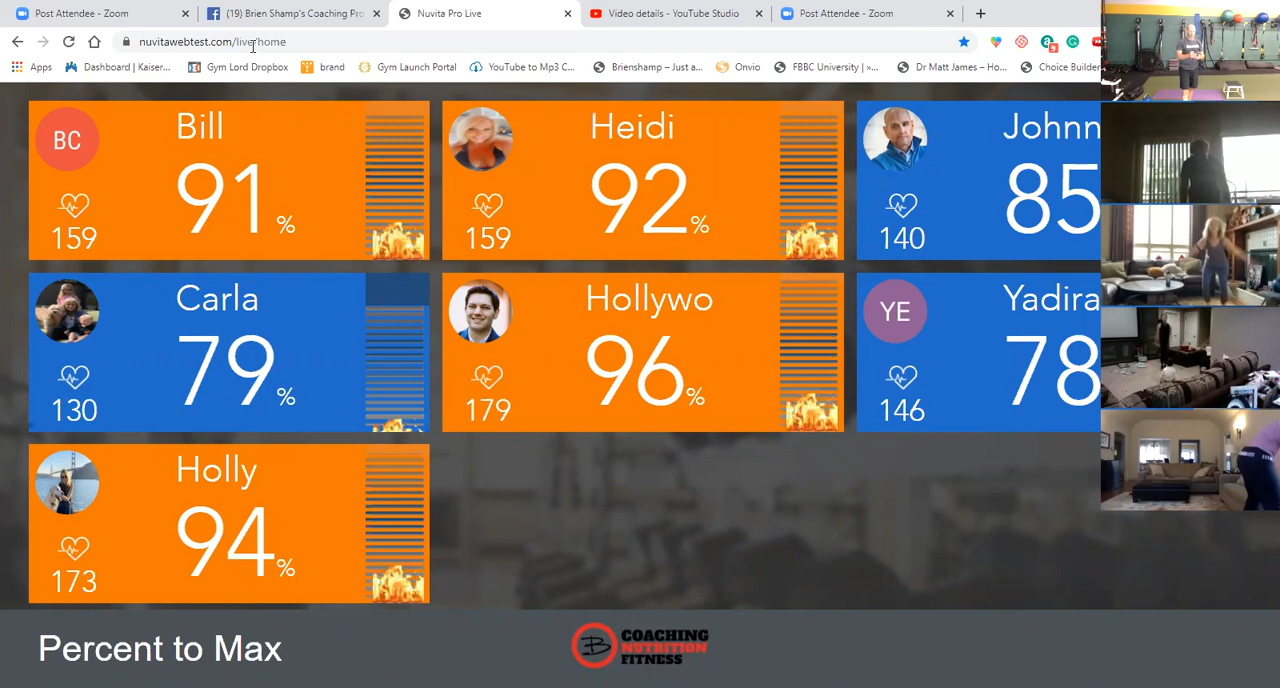 Post Attendee - Zoom
(19) Brien Shamp's Coaching Pro
Nuvita Pro Live
Video details - YouTube Studio
Post Attendee - Zoom
nuvitawebtest.com/live/home
Apps
Dashboard | Kaiser...
Gym Lord Dropbox
brand
Gym Launch Portal
YouTube to Mp3 C...
Onvio
Brienshamp – Just a...
FBBC University | »...
Dr Matt James – Ho...
Choice Builder
BC
Bill
91 %
159
Heidi
92 %
159
Johnn
85
140
Carla
79 %
130
Hollywo
96 %
179
YE
Yadira
78
146
Holly
94 %
173
Percent to Max
B
COACHING
NUTRITION
FITNESS